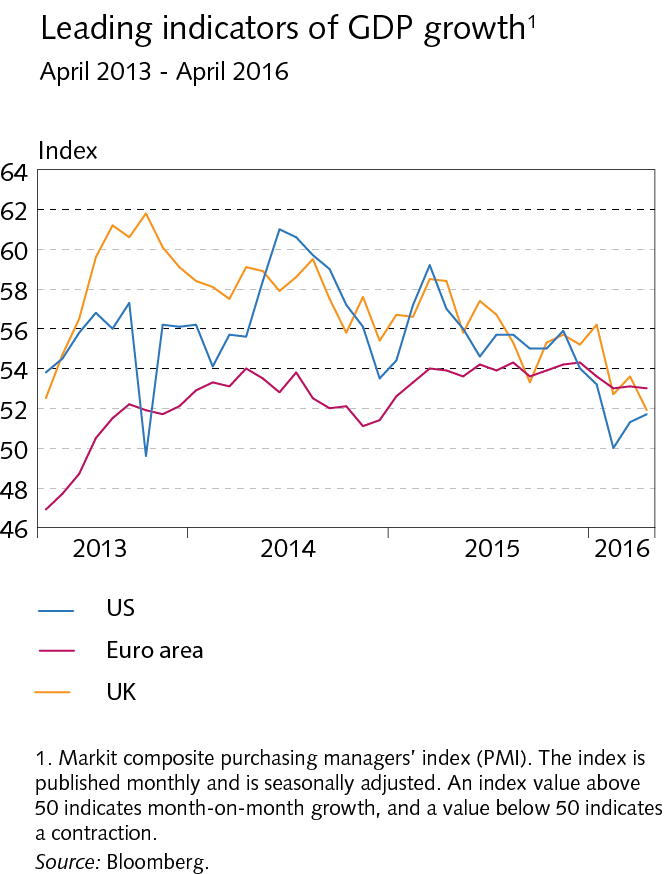 Leading indicators of GDP growth¹
April 2013 - April 2016
Index
64
62
60
58
56
54
52
50
48
46
2013 2014 2015 2016
US
Euro area
UK
1. Markit composite purchasing managers’ index (PMI). The index is
published monthly and is seasonally adjusted. An index value above
50 indicates month-on-month growth, and a value below 50 indicates
a contraction.
Source: Bloomberg.